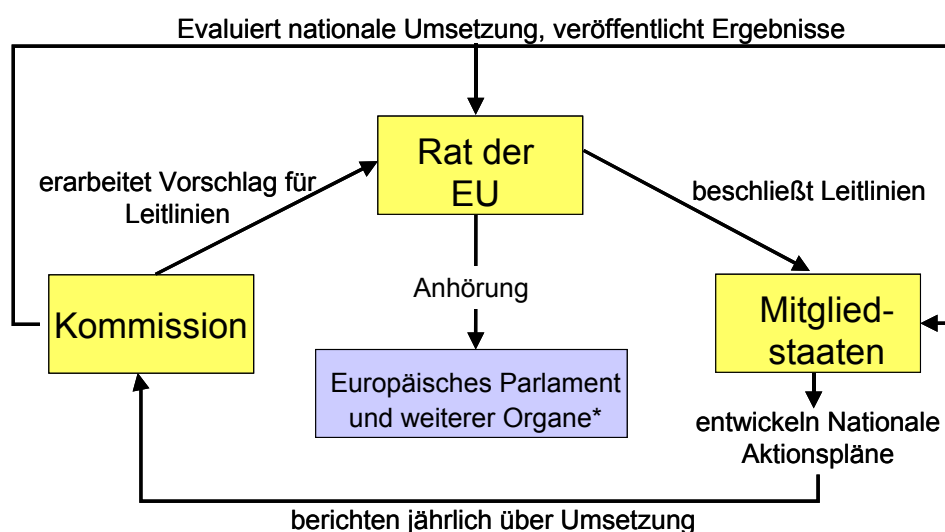 Evaluiert nationale Umsetzung, veröffentlicht Ergebnisse
Rat der
EU
erarbeitet Vorschlag für
Leitlinien
beschließt Leitlinien
Anhörung
Kommission
Mitglied-
staaten
Europäisches Parlament
und weiterer Organe*
entwickeln Nationale
Aktionspläne
berichten jährlich über Umsetzung